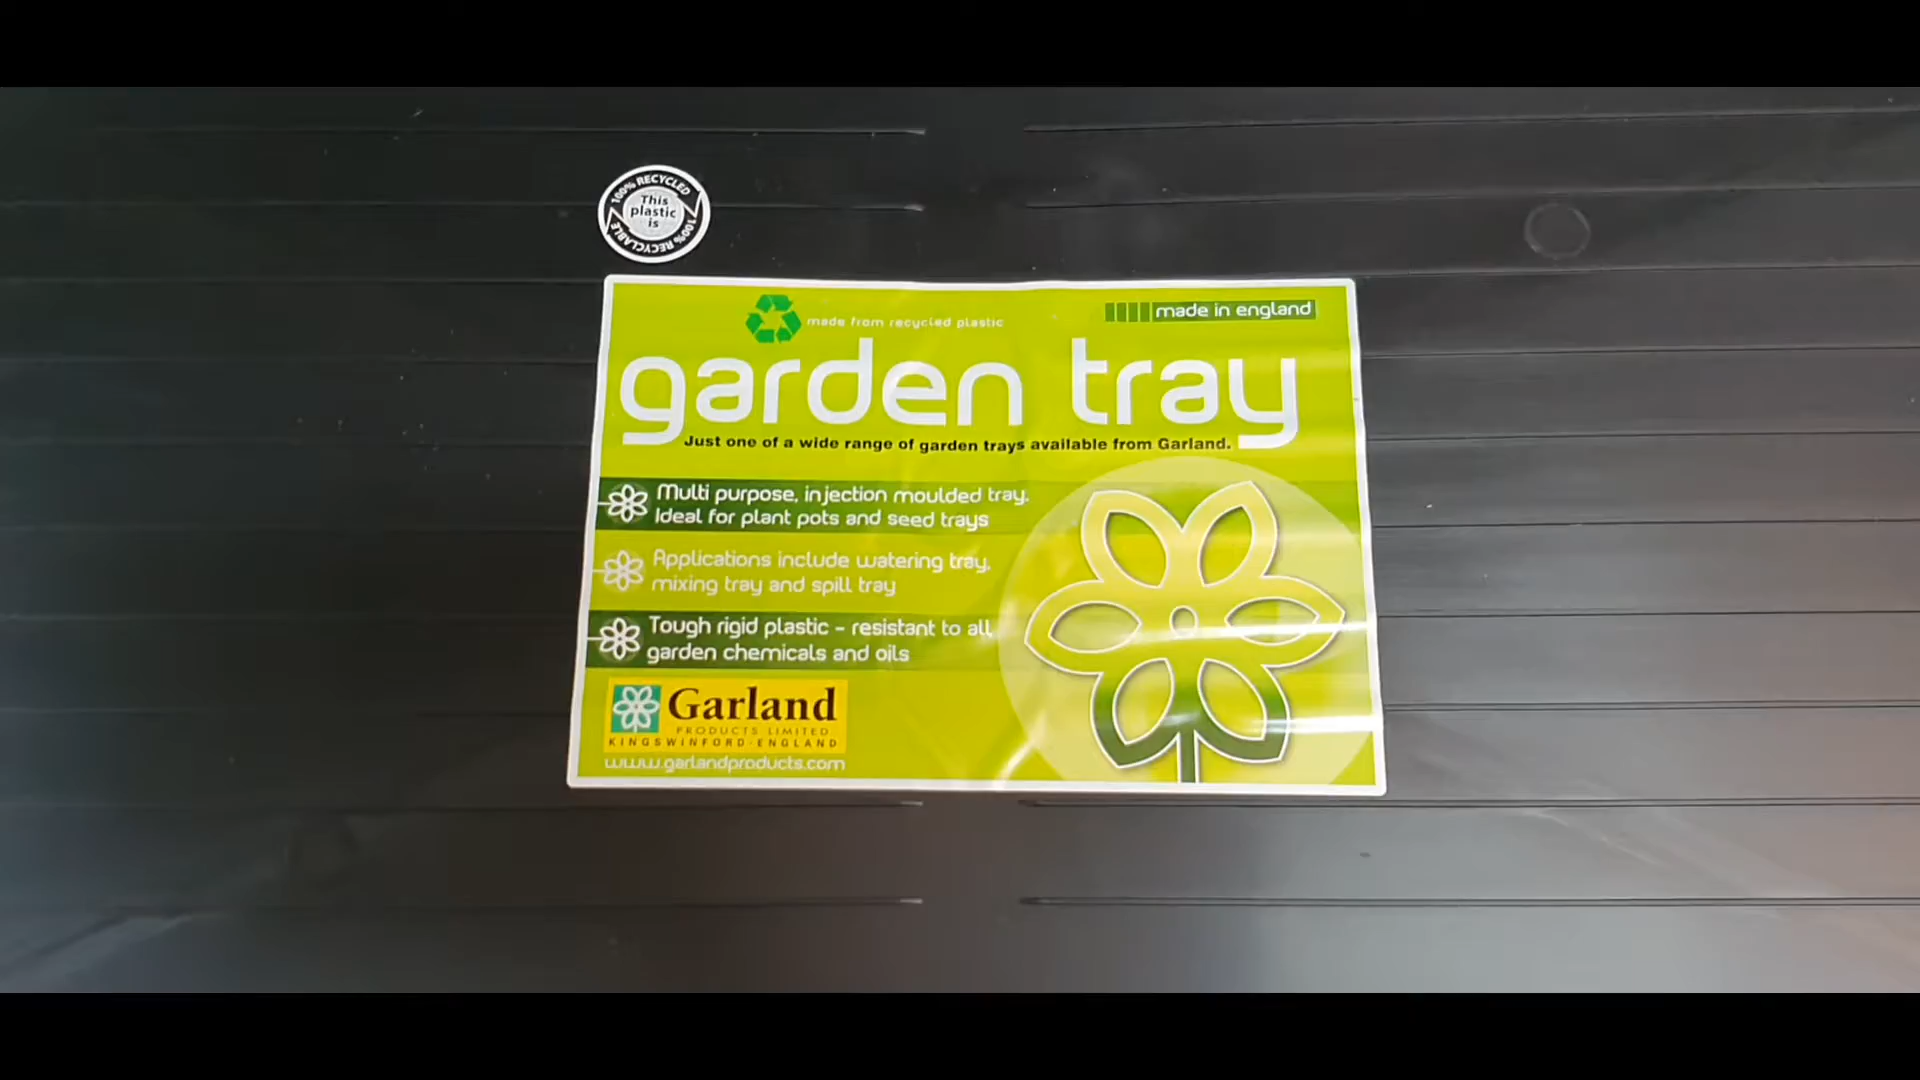 100% RECYCLED
This
plastic
is
100% RECYCLABLE
made from recycled plastic
made in england
garden tray
Just one of a wide range of garden trays available from Garland.
Multi purpose, injection moulded tray.
Ideal for plant pots and seed trays
Applications include watering tray,
mixing tray and spill tray
Tough rigid plastic - resistant to all
garden chemicals and oils
Garland
PRODUCTS LIMITED
KINGSWINFORD · ENGLAND
www.garlandproducts.com